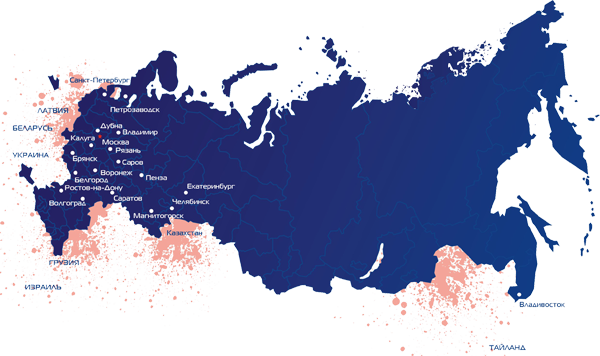 Санкт-Петербург
ЛАТВИЯ
Петрозаводск
БЕЛАРУСЬ
Дубна
Владимир
Калуга
Москва
Рязань
УКРАИНА
Брянск
Саров
Воронеж
Пенза
Белгород
Ростов-на-Дону
Екатеринбург
Волгоград
Саратов
Челябинск
Магнитогорск
Казахстан
ГРУЗИЯ
ИЗРАИЛЬ
Владивосток
ТАЙЛАНД